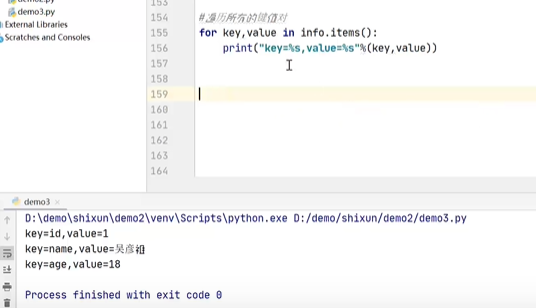 demo3.py
External Libraries
Scratches and Consoles
153
154 #遍历所有的键值对
155 for key,value in info.items():
156 print("key=%s,value=%s"%(key,value))
157
158
159
160
161
162
163
164
demo3
D:\demo\shixun\demo2\venv\Scripts\python.exe D:/demo/shixun/demo2/demo3.py
key=id,value=1
key=name,value=吴彦祖
key=age,value=18
Process finished with exit code 0